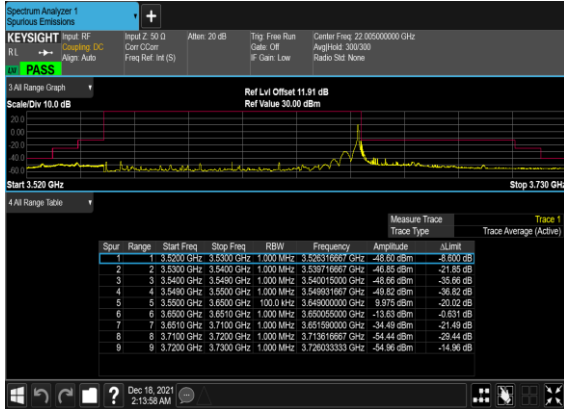 Spectrum Analyzer 1
Spurious Emissions
KEYSIGHT
RL
PASS
Input: RF
Coupling: DC
Align: Auto
Input Z: 50 Ω
Corr CCorr
Freq Ref: Int (S)
Atten: 20 dB
Trig: Free Run
Gate: Off
IF Gain: Low
Center Freq: 22.005000000 GHz
Avg|Hold: 300/300
Radio Std: None
3 All Range Graph
Scale/Div 10.0 dB
Ref Lvl Offset 11.91 dB
Ref Value 30.00 dBm
20.0
0.00
-20.0
-40.0
-60.0
Start 3.520 GHz
Stop 3.730 GHz
4 All Range Table
Measure Trace Trace 1
Trace Type Trace Average (Active)
Spur Range Start Freq Stop Freq RBW Frequency Amplitude ΔLimit
1 1 3.5200 GHz 3.5300 GHz 1.000 MHz 3.526316667 GHz -48.60 dBm -8.600 dB
2 2 3.5300 GHz 3.5400 GHz 1.000 MHz 3.539716667 GHz -46.85 dBm -21.85 dB
3 3 3.5400 GHz 3.5490 GHz 1.000 MHz 3.540015000 GHz -48.66 dBm -35.66 dB
4 4 3.5490 GHz 3.5500 GHz 1.000 MHz 3.549931667 GHz -49.82 dBm -36.82 dB
5 5 3.5500 GHz 3.6500 GHz 100.0 kHz 3.649000000 GHz 9.975 dBm -20.02 dB
6 6 3.6500 GHz 3.6510 GHz 1.000 MHz 3.650055000 GHz -13.63 dBm -0.631 dB
7 7 3.6510 GHz 3.7100 GHz 1.000 MHz 3.651590000 GHz -34.49 dBm -21.49 dB
8 8 3.7100 GHz 3.7200 GHz 1.000 MHz 3.713616667 GHz -54.44 dBm -29.44 dB
9 9 3.7200 GHz 3.7300 GHz 1.000 MHz 3.726033333 GHz -54.96 dBm -14.96 dB
?
Dec 18, 2021
2:13:58 AM